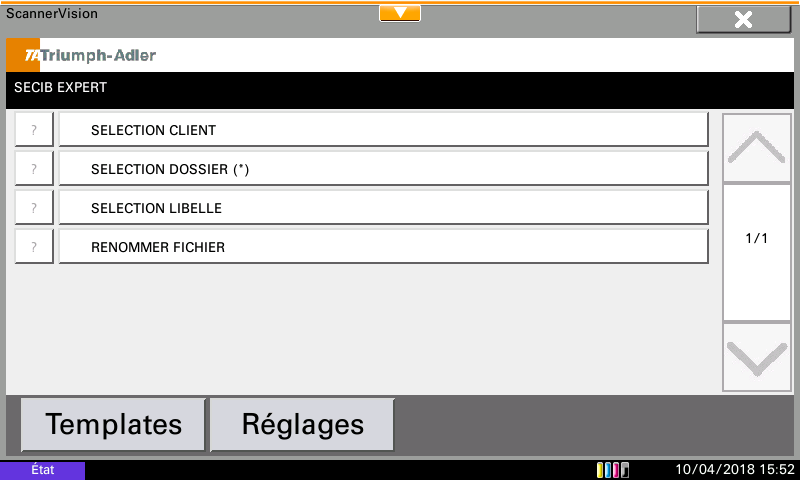 ScannerVision
TA Triumph-Adler
SECIB EXPERT
? SELECTION CLIENT
? SELECTION DOSSIER (*)
? SELECTION LIBELLE
? RENOMMER FICHIER
1/1
Templates Réglages
État 10/04/2018 15:52